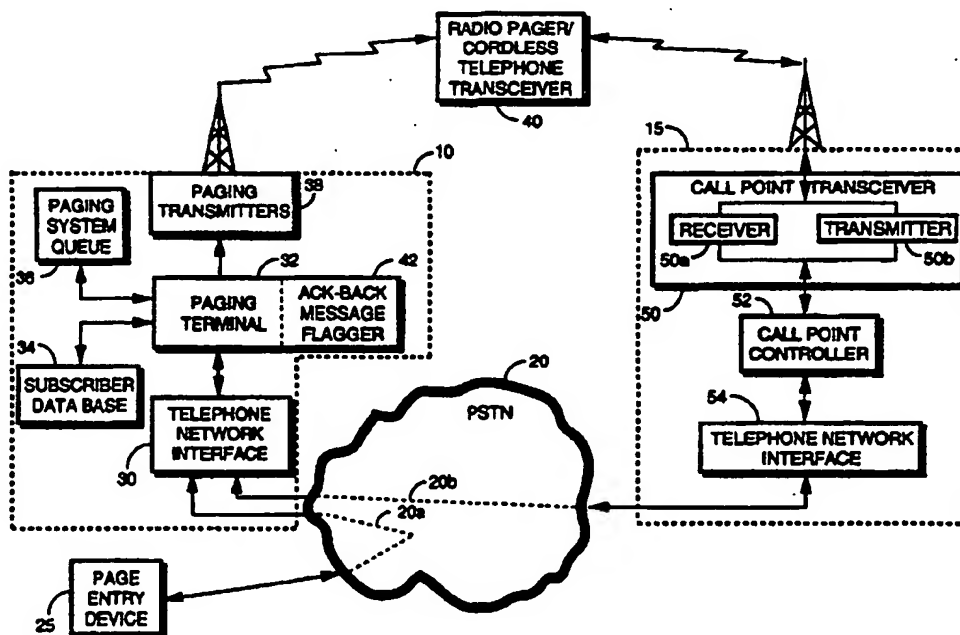 RADIO PAGER/
CORDLESS
TELEPHONE
TRANSCEIVER
40
10
15
PAGING
SYSTEM
QUEUE
36
PAGING
TRANSMITTERS
38
32
42
PAGING
TERMINAL
ACK-BACK
MESSAGE
FLAGGER
34
SUBSCRIBER
DATA BASE
TELEPHONE
NETWORK
INTERFACE
30
CALL POINT TRANSCEIVER
RECEIVER
50a
TRANSMITTER
50b
50
52
CALL POINT
CONTROLLER
54
TELEPHONE NETWORK
INTERFACE
20
PSTN
20b
20a
PAGE
ENTRY
DEVICE
25